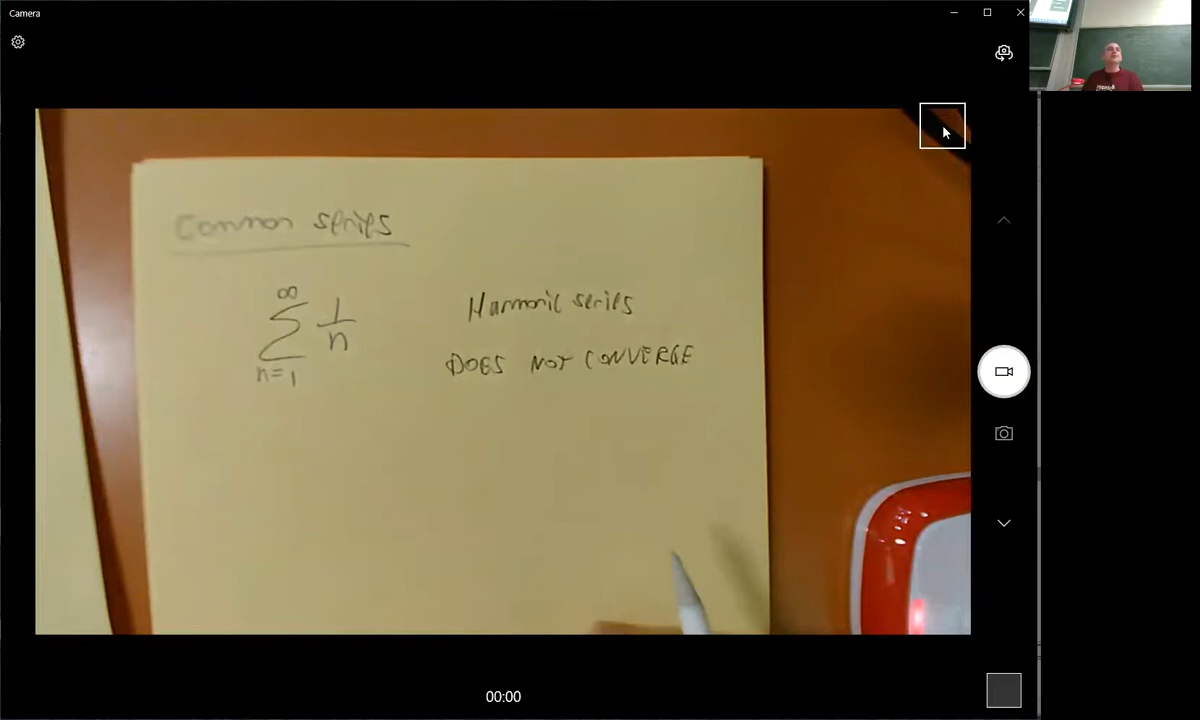 Camera
Common series
∞
∑ 1/n
n=1
Harmonic series
DOES NOT CONVERGE
00:00